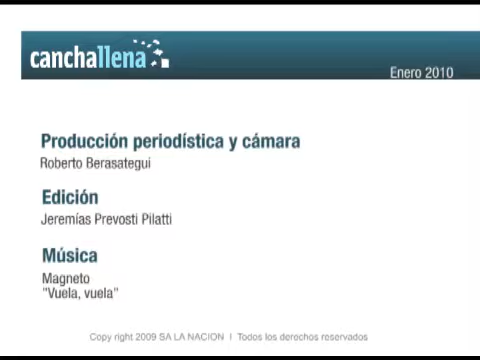 canchallena
Enero 2010
Producción periodística y cámara
Roberto Berasategui
Edición
Jeremías Prevosti Pilatti
Música
Magneto
"Vuela, vuela"
Copy right 2009 SA LA NACION I Todos los derechos reservados